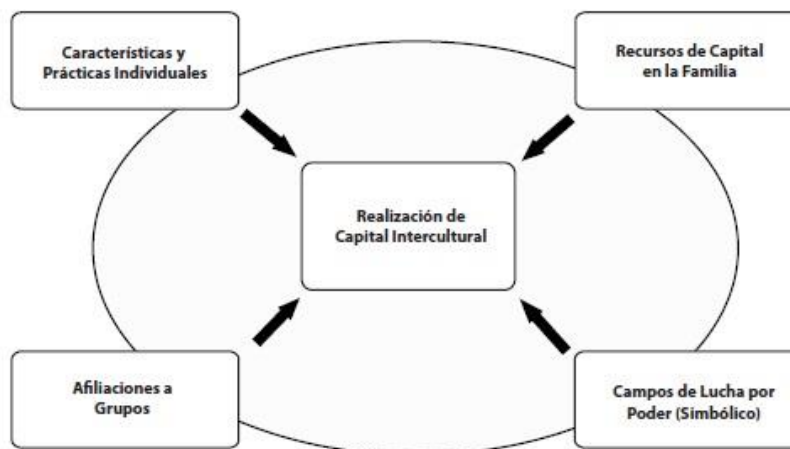 Características y
Prácticas Individuales
Recursos de Capital
en la Familia
Realización de
Capital Intercultural
Afiliaciones a
Grupos
Campos de Lucha por
Poder (Simbólico)